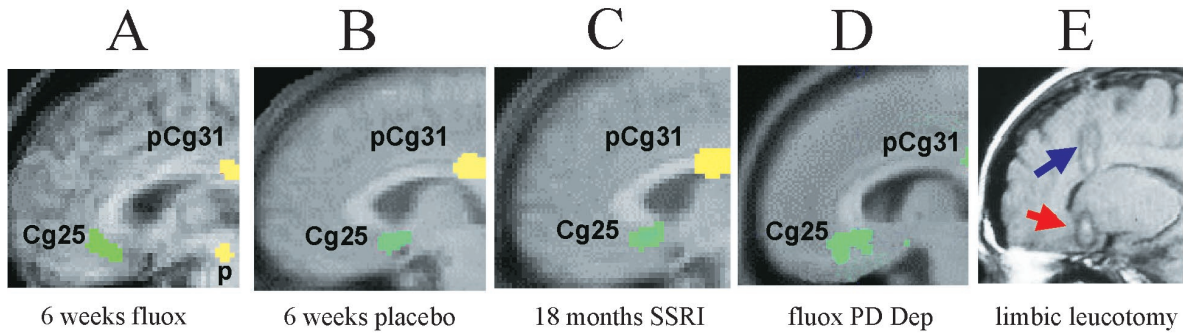 A B C D E
pCg31 pCg31 pCg31 pCg31
Cg25 Cg25 Cg25 Cg25
p
6 weeks fluox 6 weeks placebo 18 months SSRI fluox PD Dep limbic leucotomy